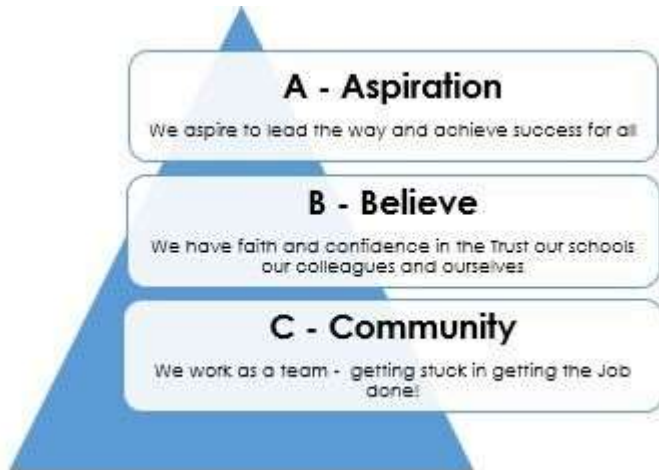 A - Aspiration
We aspire to lead the way and achieve success for all
B - Believe
We have faith and confidence in the Trust our schools
our colleagues and ourselves
C - Community
We work as a team - getting stuck in getting the Job
done!